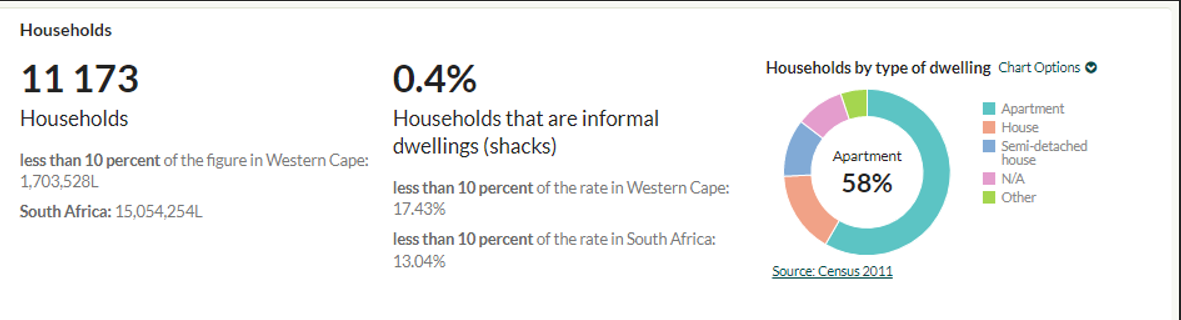 Households
11 173
Households
less than 10 percent of the figure in Western Cape:
1,703,528L
South Africa: 15,054,254L
0.4%
Households that are informal
dwellings (shacks)
less than 10 percent of the rate in Western Cape:
17.43%
less than 10 percent of the rate in South Africa:
13.04%
Households by type of dwelling Chart Options
Apartment
58%
Apartment
House
Semi-detached
house
N/A
Other
Source: Census 2011